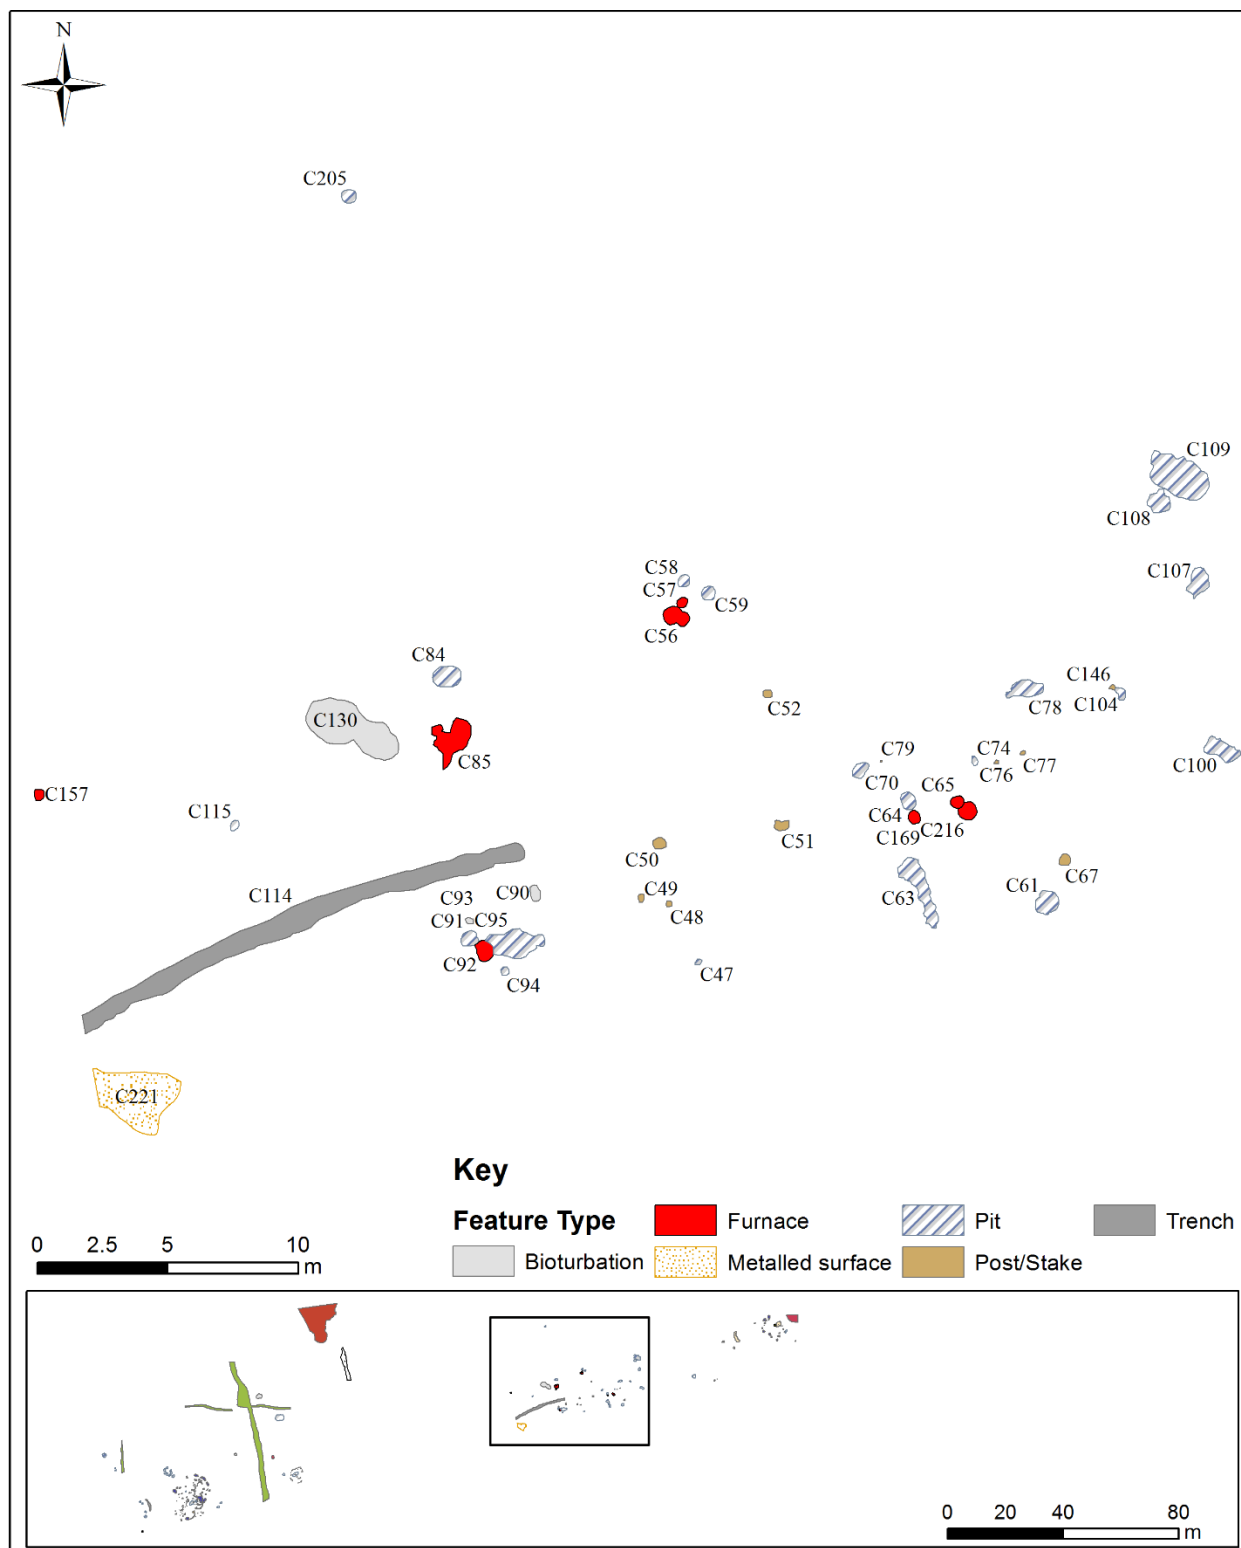 N
C205
C109
C108
C58
C107
C57
C59
C56
C84
C146
C52
C78
C104
C130
C79
C74
C100
C85
C70
C76
C77
C65
C157
C115
C64
C51
C169
C216
C50
C67
C114
C93
C90
C49
C63
C61
C91
C95
C48
C92
C94
C47
C221
Key
Feature Type
Furnace
Pit
Trench
Bioturbation
Metalled surface
Post/Stake
0 2.5 5 10
m
0 20 40 80
m